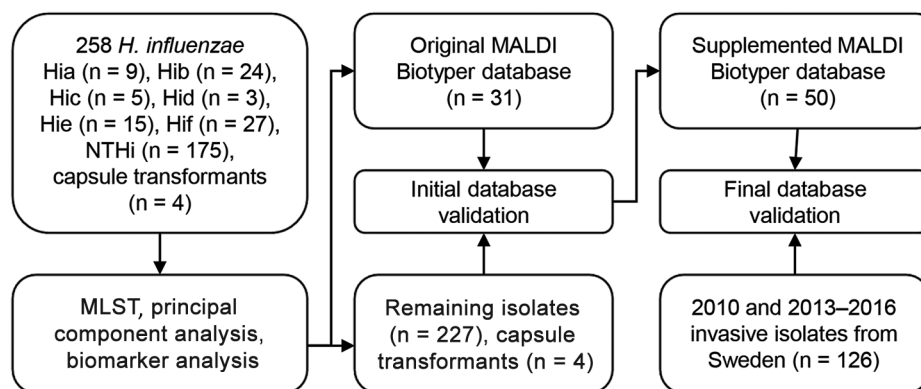 258 H. influenzae
Hia (n = 9), Hib (n = 24),
Hic (n = 5), Hid (n = 3),
Hie (n = 15), Hif (n = 27),
NTHi (n = 175),
capsule transformants
(n = 4)
Original MALDI
Biotyper database
(n = 31)
Supplemented MALDI
Biotyper database
(n = 50)
Initial database
validation
Final database
validation
MLST, principal
component analysis,
biomarker analysis
Remaining isolates
(n = 227), capsule
transformants (n = 4)
2010 and 2013–2016
invasive isolates from
Sweden (n = 126)